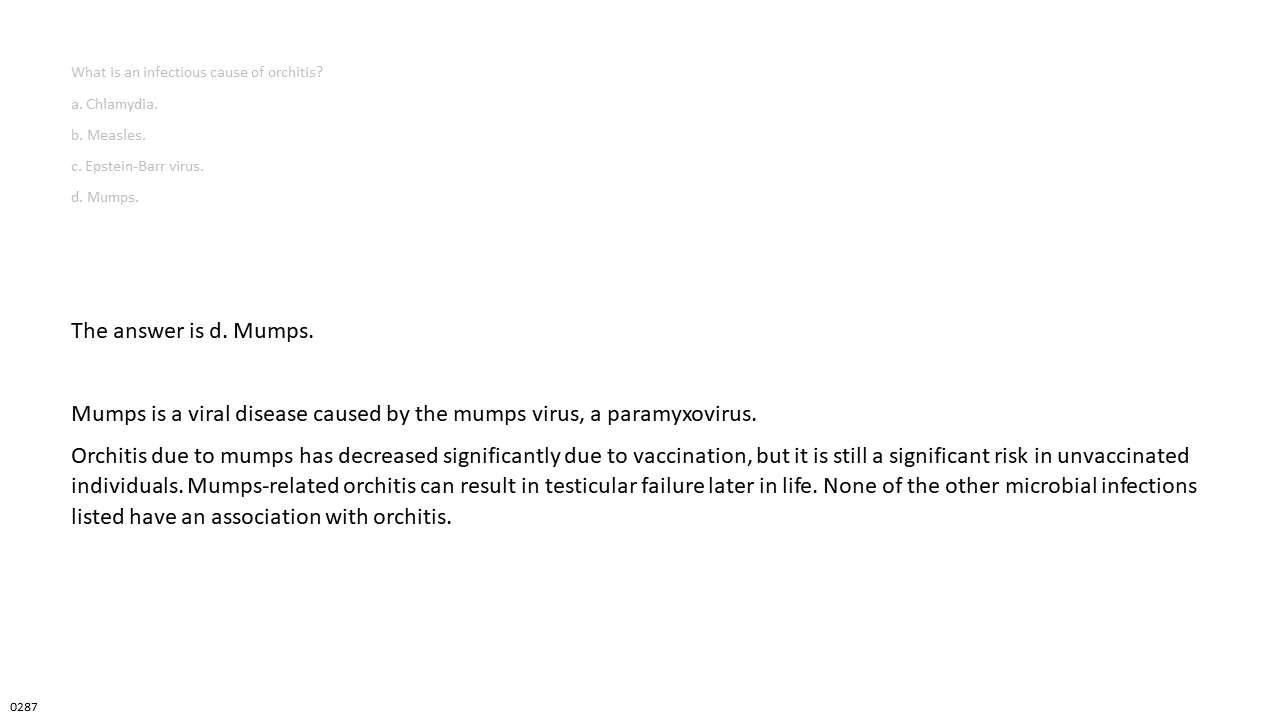 What is an infectious cause of orchitis?
a. Chlamydia.
b. Measles.
c. Epstein-Barr virus.
d. Mumps.
The answer is d. Mumps.
Mumps is a viral disease caused by the mumps virus, a paramyxovirus.
Orchitis due to mumps has decreased significantly due to vaccination, but it is still a significant risk in unvaccinated
individuals. Mumps-related orchitis can result in testicular failure later in life. None of the other microbial infections
listed have an association with orchitis.
0287